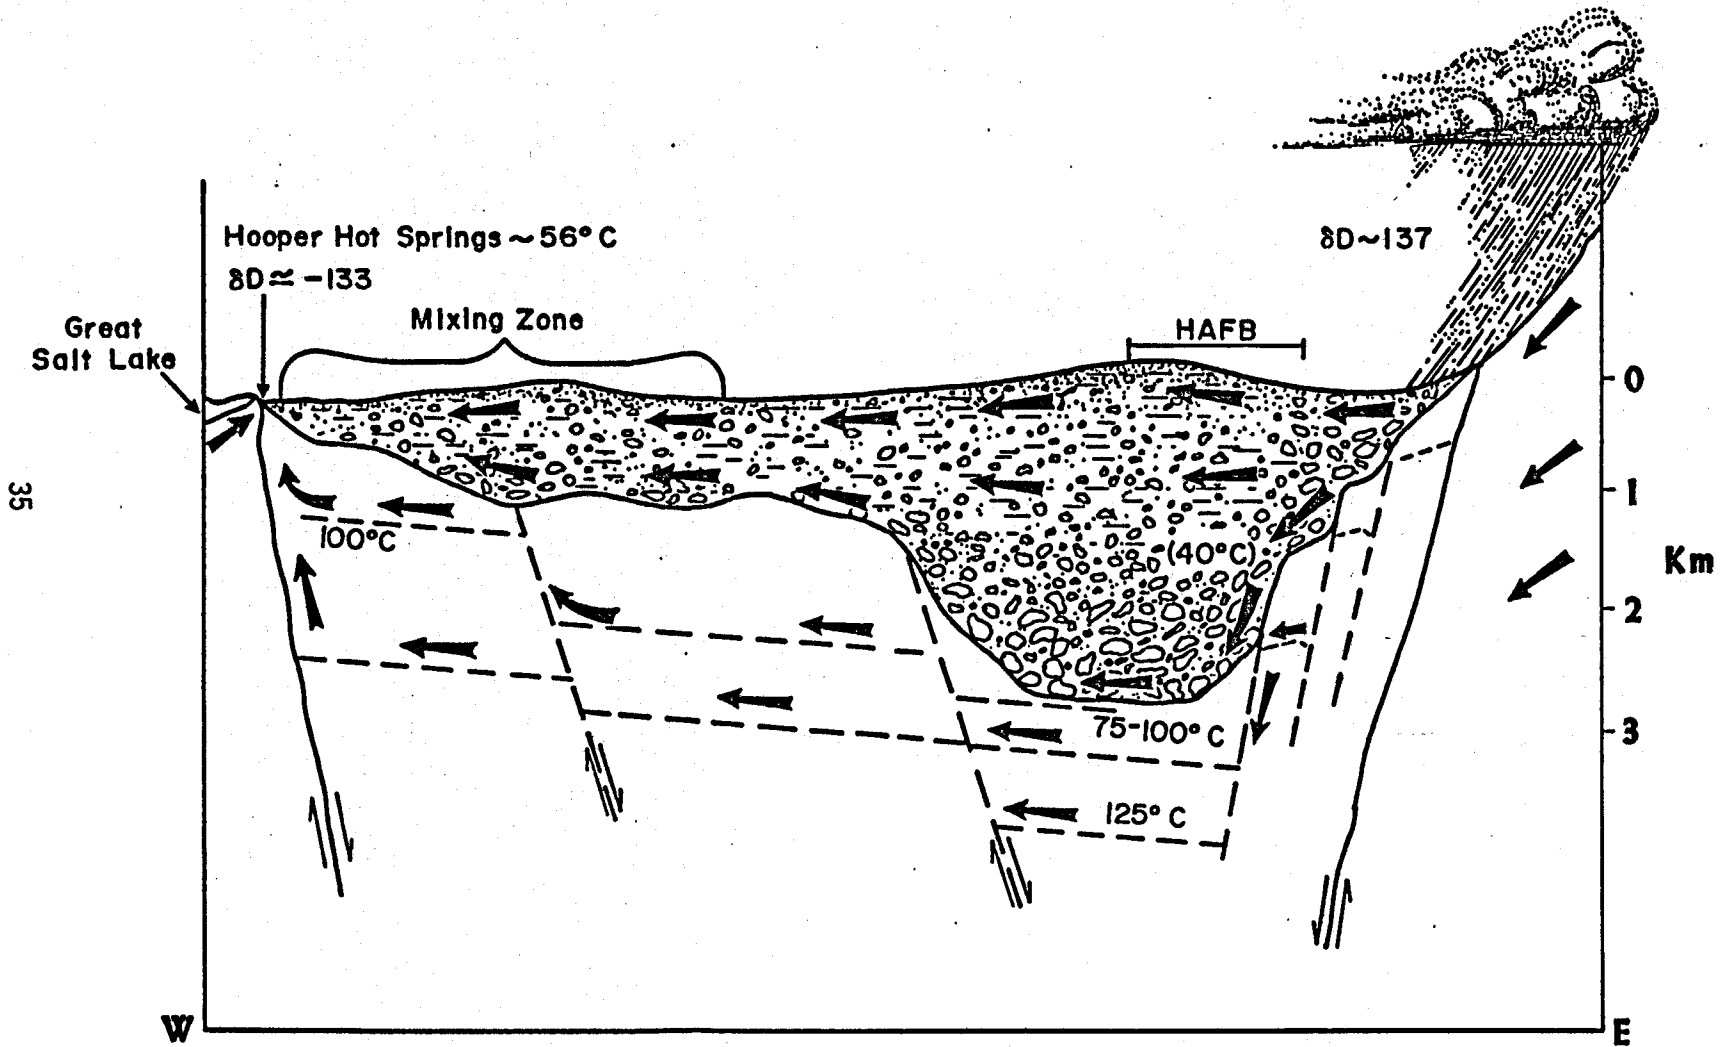 Hooper Hot Springs ~ 56° C
δD ≃ -133
δD~137
Great
Salt Lake
Mixing Zone
HAFB
0
1
Km
2
3
100°C
(40°C)
75-100° C
125° C
35
W
E